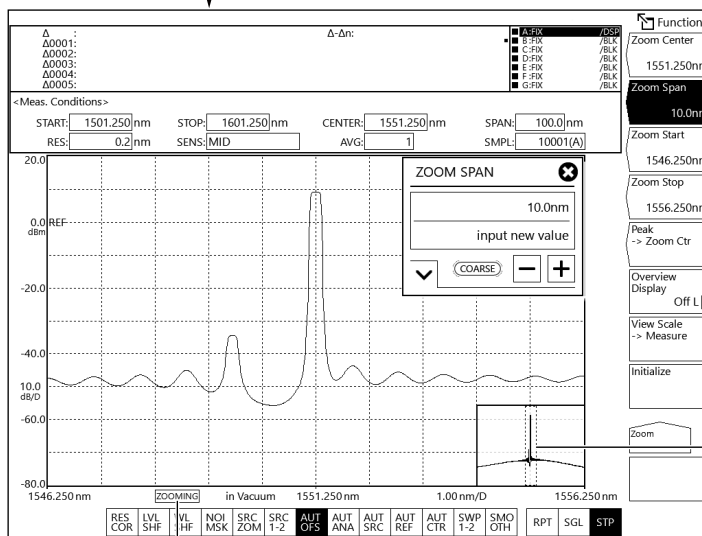 Function
Δ :
Δ-Δn:
Δ0001:
Δ0002:
Δ0003:
Δ0004:
Δ0005:
A:FIX /DSP
B:FIX /BLK
C:FIX /BLK
D:FIX /BLK
E:FIX /BLK
F:FIX /BLK
G:FIX /BLK
<Meas. Conditions>
START: 1501.250 nm STOP: 1601.250 nm CENTER: 1551.250 nm SPAN: 100.0 nm
RES: 0.2 nm SENS: MID AVG: 1 SMPL: 10001(A)
20.0
0.0 REF
dBm
-20.0
-40.0
10.0
dB/D
-60.0
-80.0
ZOOM SPAN
10.0nm
input new value
COARSE
1546.250 nm ZOOMING in Vacuum 1551.250 nm 1.00 nm/D 1556.250 nm
RES COR
LVL SHF
WL SHF
NOI MSK
SRC ZOM
SRC 1-2
AUT OFS
AUT ANA
AUT SRC
AUT REF
AUT CTR
SWP 1-2
SMO OTH
RPT
SGL
STP
Zoom Center
1551.250nm
Zoom Span
10.0nm
Zoom Start
1546.250nm
Zoom Stop
1556.250nm
Peak
-> Zoom Ctr
Overview
Display
Off L
View Scale
-> Measure
Initialize
Zoom